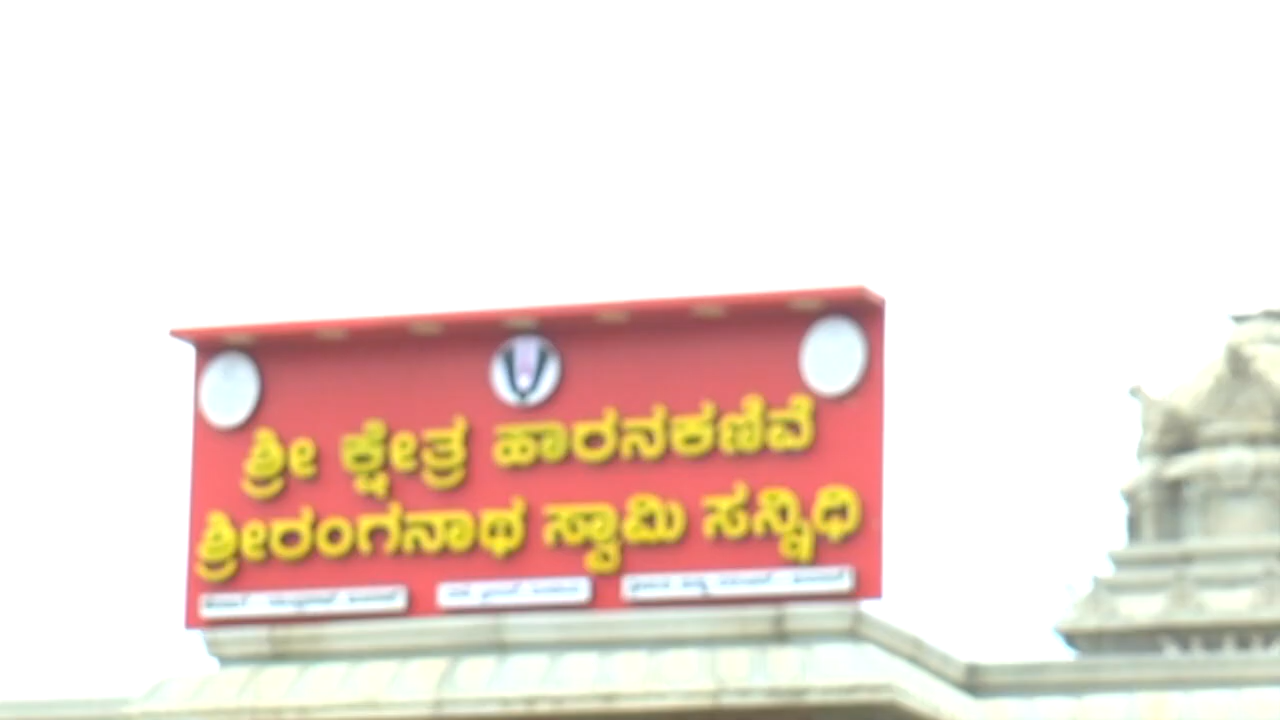 ಶ್ರೀ ಕ್ಷೇತ್ರ ಹಾರನಕಣಿವೆ
ಶ್ರೀರಂಗನಾಥ ಸ್ವಾಮಿ ಸನ್ನಿಧಿ